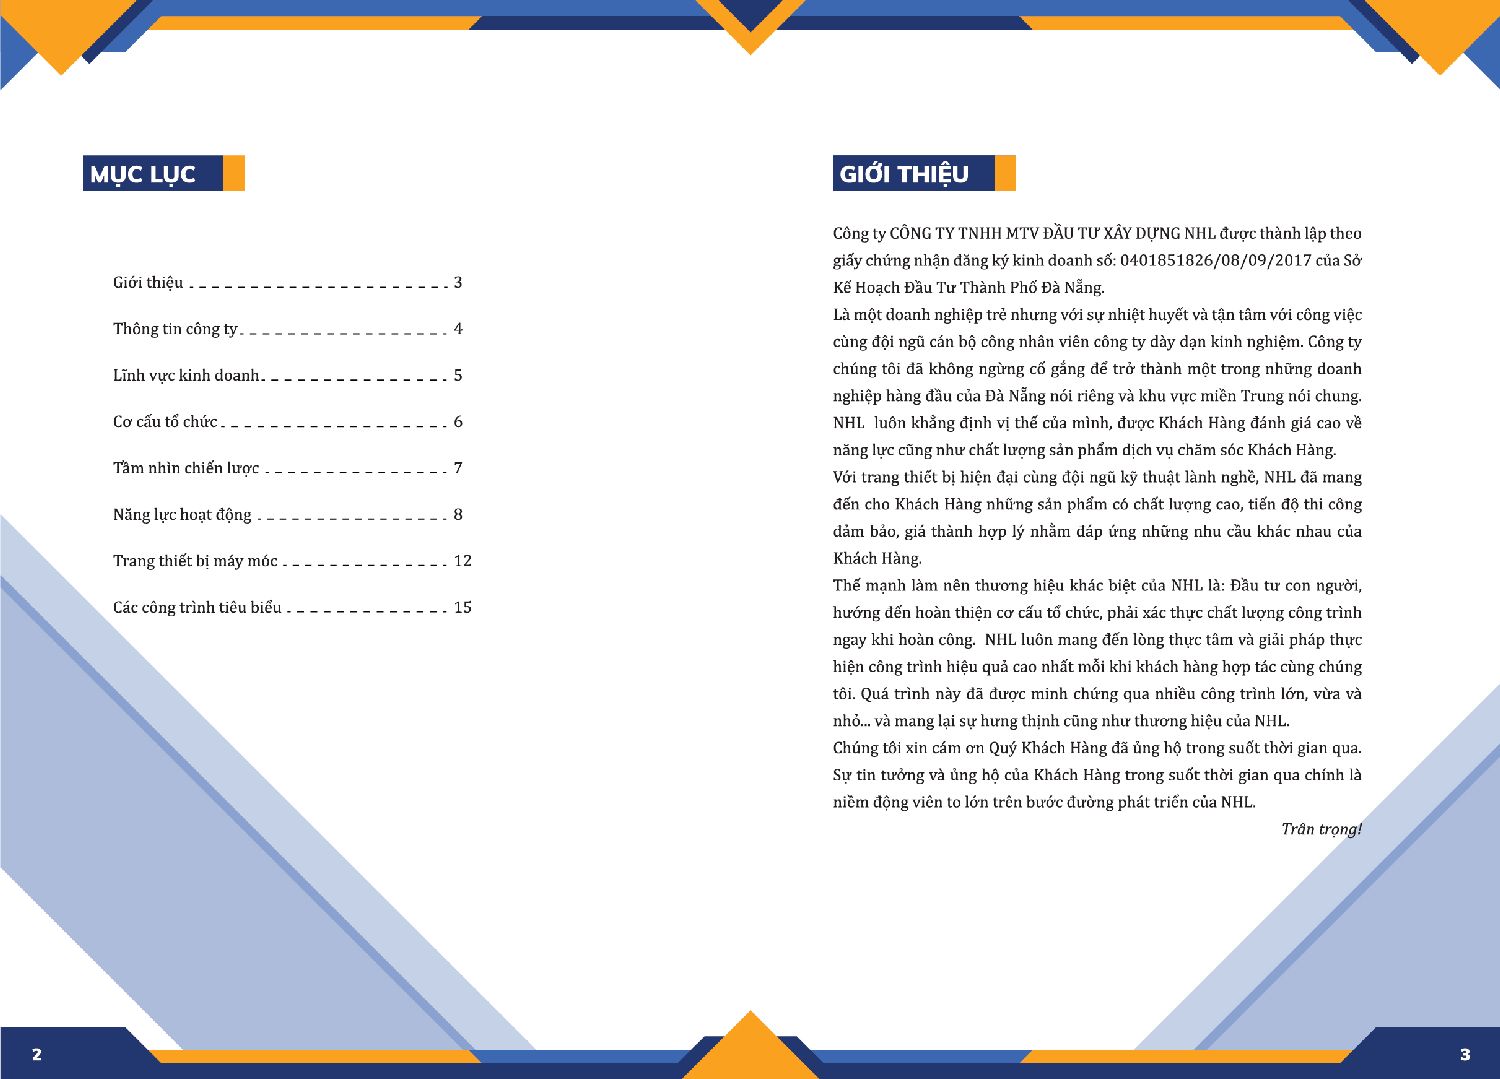 MỤC LỤC
Giới thiệu 3
Thông tin công ty 4
Lĩnh vực kinh doanh 5
Cơ cấu tổ chức 6
Tầm nhìn chiến lược 7
Năng lực hoạt động 8
Trang thiết bị máy móc 12
Các công trình tiêu biểu 15
2
GIỚI THIỆU
Công ty CÔNG TY TNHH MTV ĐẦU TƯ XÂY DỰNG NHL được thành lập theo
giấy chứng nhận đăng ký kinh doanh số: 0401851826/08/09/2017 của Sở
Kế Hoạch Đầu Tư Thành Phố Đà Nẵng.
Là một doanh nghiệp trẻ nhưng với sự nhiệt huyết và tận tâm với công việc
cùng đội ngũ cán bộ công nhân viên công ty dày dạn kinh nghiệm. Công ty
chúng tôi đã không ngừng cố gắng để trở thành một trong những doanh
nghiệp hàng đầu của Đà Nẵng nói riêng và khu vực miền Trung nói chung.
NHL luôn khẳng định vị thế của mình, được Khách Hàng đánh giá cao về
năng lực cũng như chất lượng sản phẩm dịch vụ chăm sóc Khách Hàng.
Với trang thiết bị hiện đại cùng đội ngũ kỹ thuật lành nghề, NHL đã mang
đến cho Khách Hàng những sản phẩm có chất lượng cao, tiến độ thi công
đảm bảo, giá thành hợp lý nhằm đáp ứng những nhu cầu khác nhau của
Khách Hàng.
Thế mạnh làm nên thương hiệu khác biệt của NHL là: Đầu tư con người,
hướng đến hoàn thiện cơ cấu tổ chức, phải xác thực chất lượng công trình
ngay khi hoàn công. NHL luôn mang đến lòng thực tâm và giải pháp thực
hiện công trình hiệu quả cao nhất mỗi khi khách hàng hợp tác cùng chúng
tôi. Quá trình này đã được minh chứng qua nhiều công trình lớn, vừa và
nhỏ... và mang lại sự hưng thịnh cũng như thương hiệu của NHL.
Chúng tôi xin cám ơn Quý Khách Hàng đã ủng hộ trong suốt thời gian qua.
Sự tin tưởng và ủng hộ của Khách Hàng trong suốt thời gian qua chính là
niềm động viên to lớn trên bước đường phát triển của NHL.
Trân trọng!
3